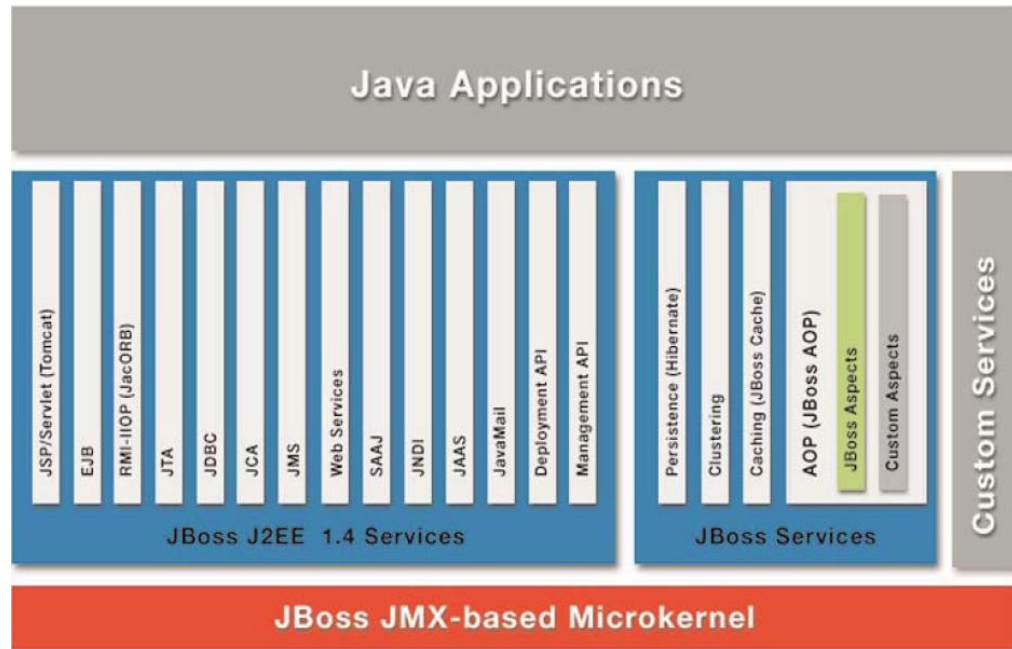 Java Applications
JSP/Servlet (Tomcat)
EJB
RMI-IIOP (JacORB)
JTA
JDBC
JCA
JMS
Web Services
SAAJ
JNDI
JAAS
JavaMail
Deployment API
Management API
JBoss J2EE 1.4 Services
Persistence (Hibernate)
Clustering
Caching (JBoss Cache)
AOP (JBoss AOP)
JBoss Aspects
Custom Aspects
JBoss Services
Custom Services
JBoss JMX-based Microkernel